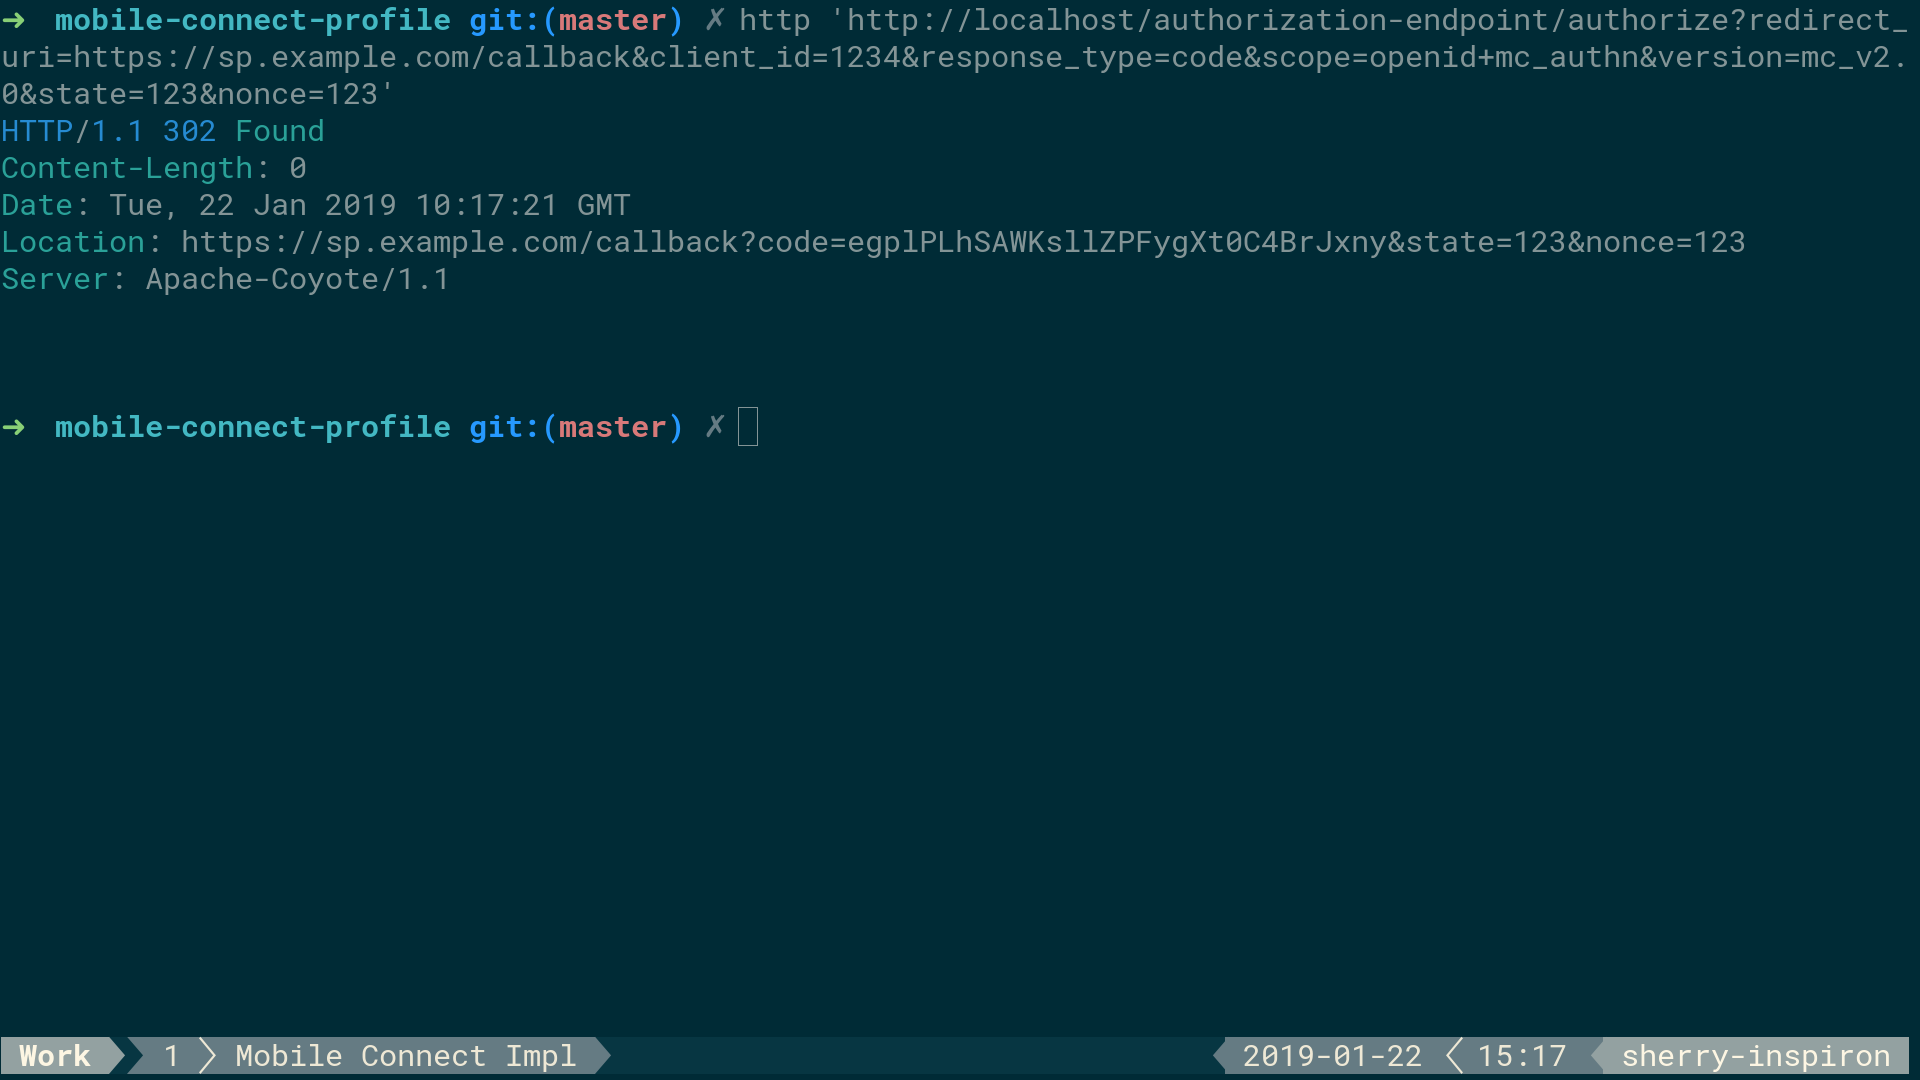 ➜  mobile-connect-profile git:(master) ✗ http 'http://localhost/authorization-endpoint/authorize?redirect_
uri=https://sp.example.com/callback&client_id=1234&response_type=code&scope=openid+mc_authn&version=mc_v2.
0&state=123&nonce=123'
HTTP/1.1 302 Found
Content-Length: 0
Date: Tue, 22 Jan 2019 10:17:21 GMT
Location: https://sp.example.com/callback?code=egplPLhSAWKsllZPFygXt0C4BrJxny&state=123&nonce=123
Server: Apache-Coyote/1.1
➜  mobile-connect-profile git:(master) ✗
Work 1 Mobile Connect Impl 2019-01-22 15:17 sherry-inspiron